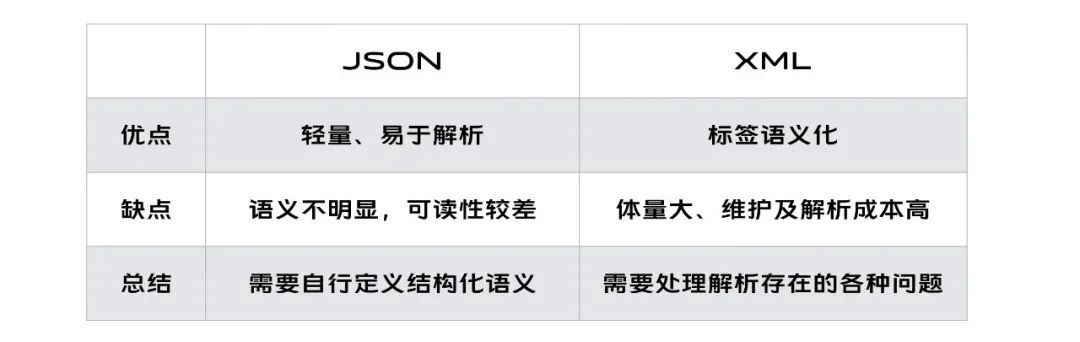 JSON XML
优点 轻量、易于解析 标签语义化
缺点 语义不明显，可读性较差 体量大、维护及解析成本高
总结 需要自行定义结构化语义 需要处理解析存在的各种问题